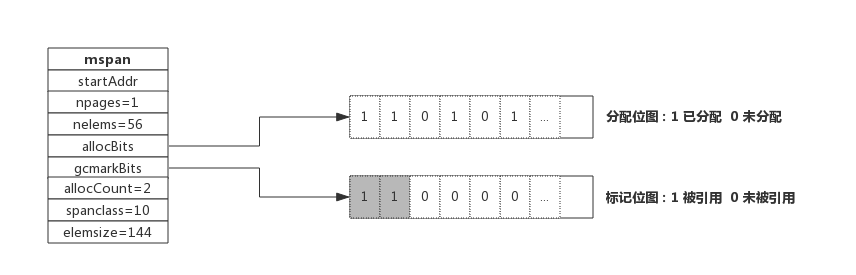 mspan
startAddr
npages=1
nelems=56
allocBits
gcmarkBits
allocCount=2
spanclass=10
elemsize=144
1 1 0 1 0 1 ...
分配位图：1 已分配 0 未分配
1 1 0 0 0 0 ...
标记位图：1 被引用 0 未被引用